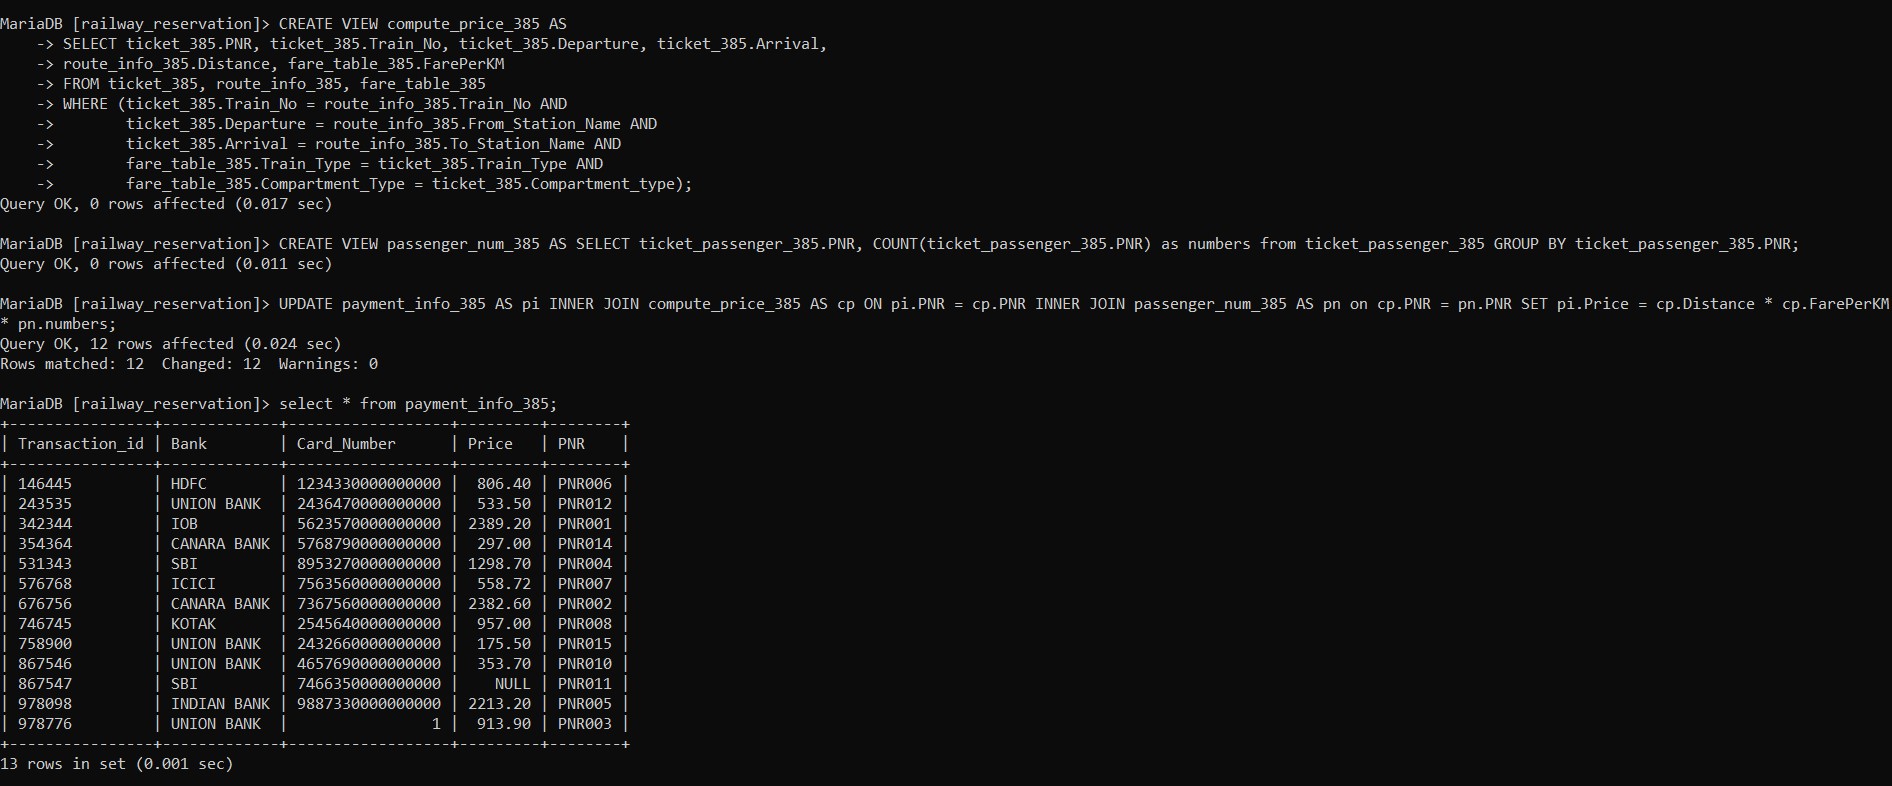 MariaDB [railway_reservation]> CREATE VIEW compute_price_385 AS
    -> SELECT ticket_385.PNR, ticket_385.Train_No, ticket_385.Departure, ticket_385.Arrival,
    -> route_info_385.Distance, fare_table_385.FarePerKM
    -> FROM ticket_385, route_info_385, fare_table_385
    -> WHERE (ticket_385.Train_No = route_info_385.Train_No AND
    ->        ticket_385.Departure = route_info_385.From_Station_Name AND
    ->        ticket_385.Arrival = route_info_385.To_Station_Name AND
    ->        fare_table_385.Train_Type = ticket_385.Train_Type AND
    ->        fare_table_385.Compartment_Type = ticket_385.Compartment_type);
Query OK, 0 rows affected (0.017 sec)

MariaDB [railway_reservation]> CREATE VIEW passenger_num_385 AS SELECT ticket_passenger_385.PNR, COUNT(ticket_passenger_385.PNR) as numbers from ticket_passenger_385 GROUP BY ticket_passenger_385.PNR;
Query OK, 0 rows affected (0.011 sec)

MariaDB [railway_reservation]> UPDATE payment_info_385 AS pi INNER JOIN compute_price_385 AS cp ON pi.PNR = cp.PNR INNER JOIN passenger_num_385 AS pn on cp.PNR = pn.PNR SET pi.Price = cp.Distance * cp.FarePerKM
* pn.numbers;
Query OK, 12 rows affected (0.024 sec)
Rows matched: 12  Changed: 12  Warnings: 0

MariaDB [railway_reservation]> select * from payment_info_385;
+----------------+-------------+------------------+---------+--------+
| Transaction_id | Bank        | Card_Number      | Price   | PNR    |
+----------------+-------------+------------------+---------+--------+
| 146445         | HDFC        | 1234330000000000 |  806.40 | PNR006 |
| 243535         | UNION BANK  | 2436470000000000 |  533.50 | PNR012 |
| 342344         | IOB         | 5623570000000000 | 2389.20 | PNR001 |
| 354364         | CANARA BANK | 5768790000000000 |  297.00 | PNR014 |
| 531343         | SBI         | 8953270000000000 | 1298.70 | PNR004 |
| 576768         | ICICI       | 7563560000000000 |  558.72 | PNR007 |
| 676756         | CANARA BANK | 7367560000000000 | 2382.60 | PNR002 |
| 746745         | KOTAK       | 2545640000000000 |  957.00 | PNR008 |
| 758900         | UNION BANK  | 2432660000000000 |  175.50 | PNR015 |
| 867546         | UNION BANK  | 4657690000000000 |  353.70 | PNR010 |
| 867547         | SBI         | 7466350000000000 |    NULL | PNR011 |
| 978098         | INDIAN BANK | 9887330000000000 | 2213.20 | PNR005 |
| 978776         | UNION BANK  |                1 |  913.90 | PNR003 |
+----------------+-------------+------------------+---------+--------+
13 rows in set (0.001 sec)